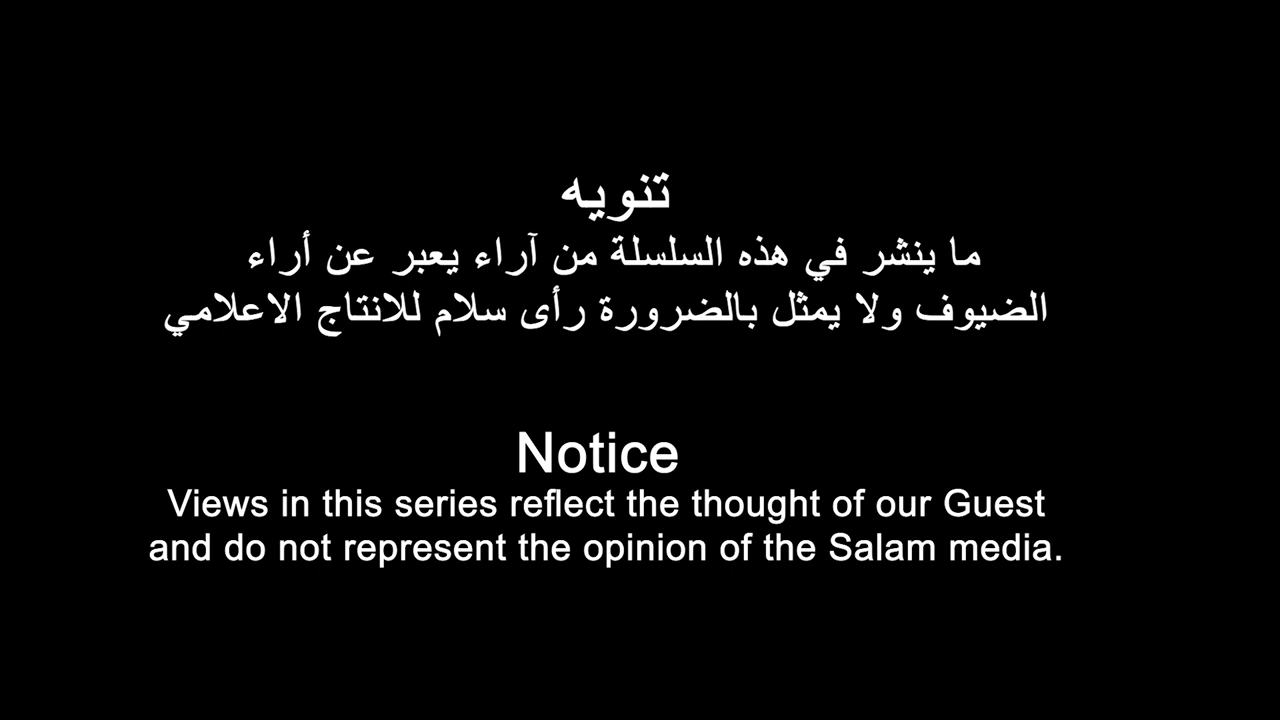 تنويه
ما ينشر في هذه السلسلة من آراء يعبر عن أراء
الضيوف ولا يمثل بالضرورة رأى سلام للانتاج الاعلامي
Notice
Views in this series reflect the thought of our Guest
and do not represent the opinion of the Salam media.